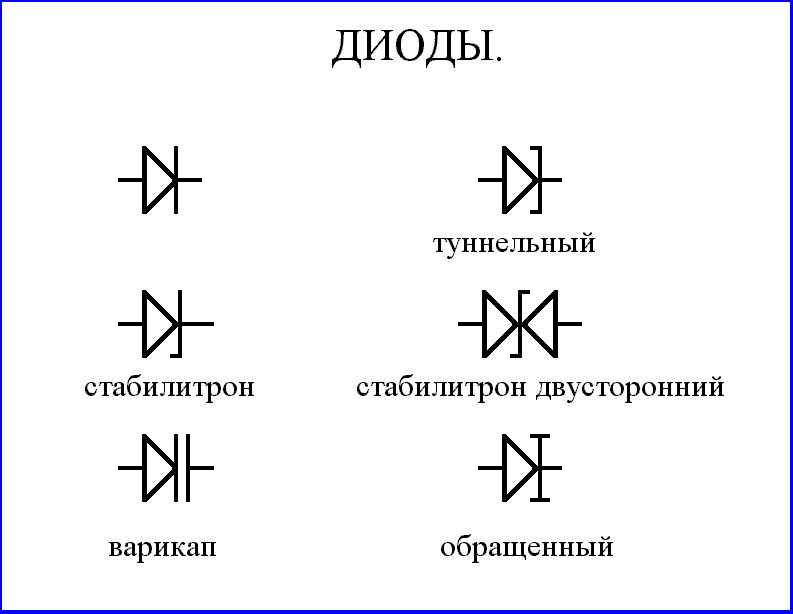 ДИОДЫ.
туннельный
стабилитрон
стабилитрон двусторонний
варикап
обращенный